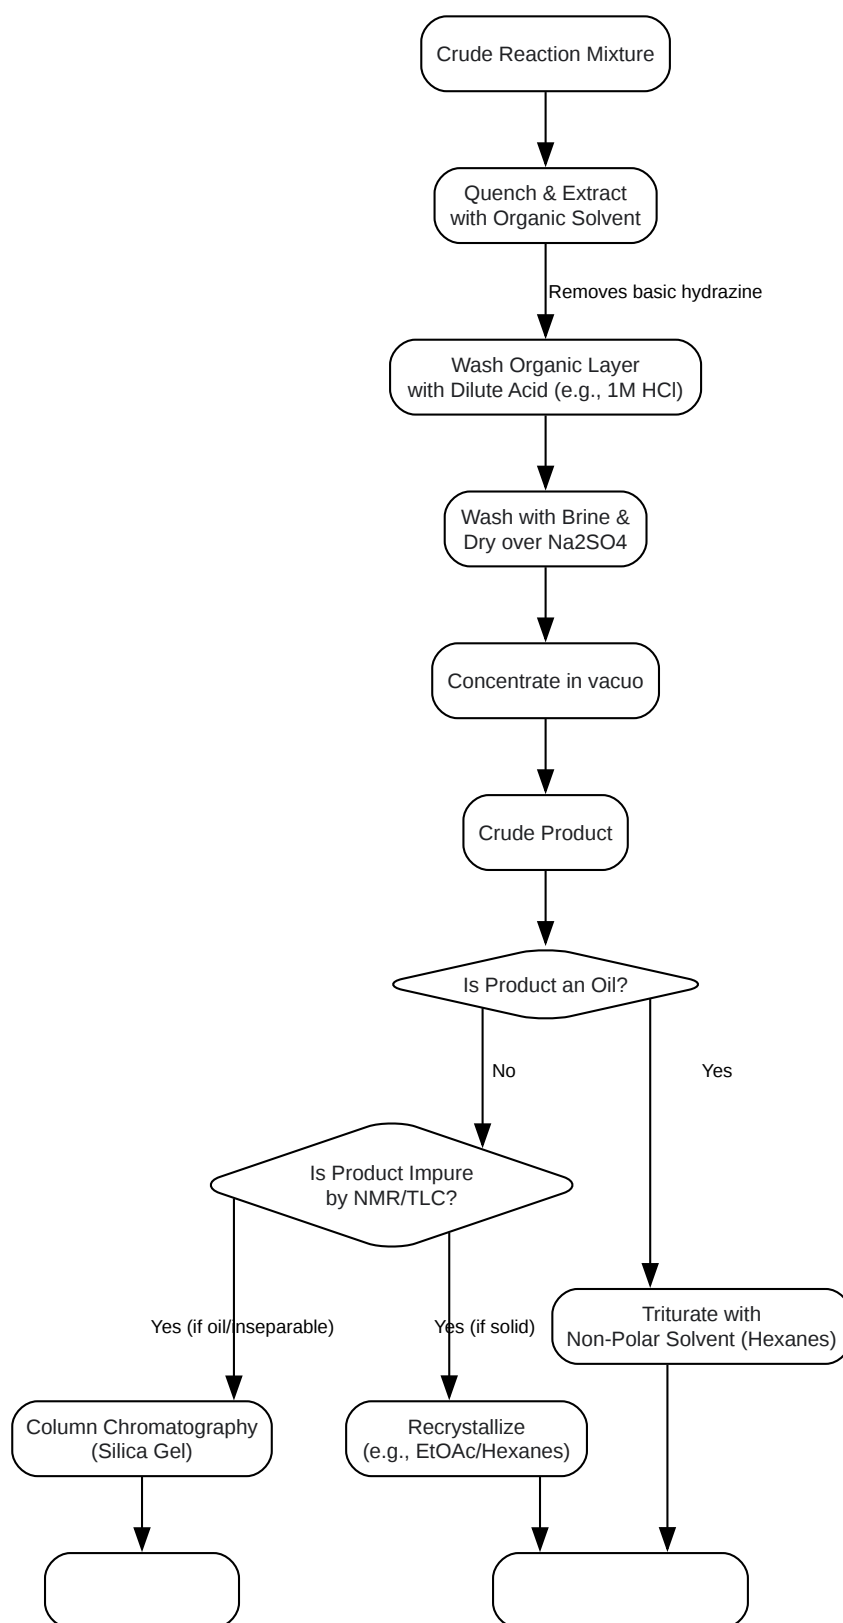 Crude Reaction Mixture
Quench & Extract
with Organic Solvent
Removes basic hydrazine
Wash Organic Layer
with Dilute Acid (e.g., 1M HCl)
Wash with Brine &
Dry over Na2SO4
Concentrate in vacuo
Crude Product
Is Product an Oil?
No
Yes
Is Product Impure
by NMR/TLC?
Yes (if oil/inseparable)
Yes (if solid)
Triturate with
Non-Polar Solvent (Hexanes)
Column Chromatography
(Silica Gel)
Recrystallize
(e.g., EtOAc/Hexanes)